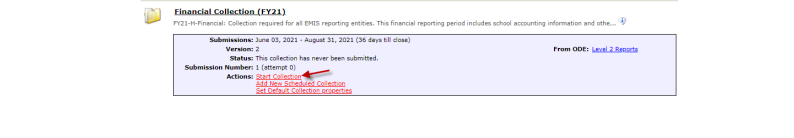 Financial Collection (FY21)
FY21-H-Financial: Collection required for all EMIS reporting entities. This financial reporting period includes school accounting information and othe...
Submissions: June 03, 2021 - August 31, 2021 (36 days till close)
Version: 2 From ODE: Level 2 Reports
Status: This collection has never been submitted.
Submission Number: 1 (attempt 0)
Actions: Start Collection
Add New Scheduled Collection
Set Default Collection properties